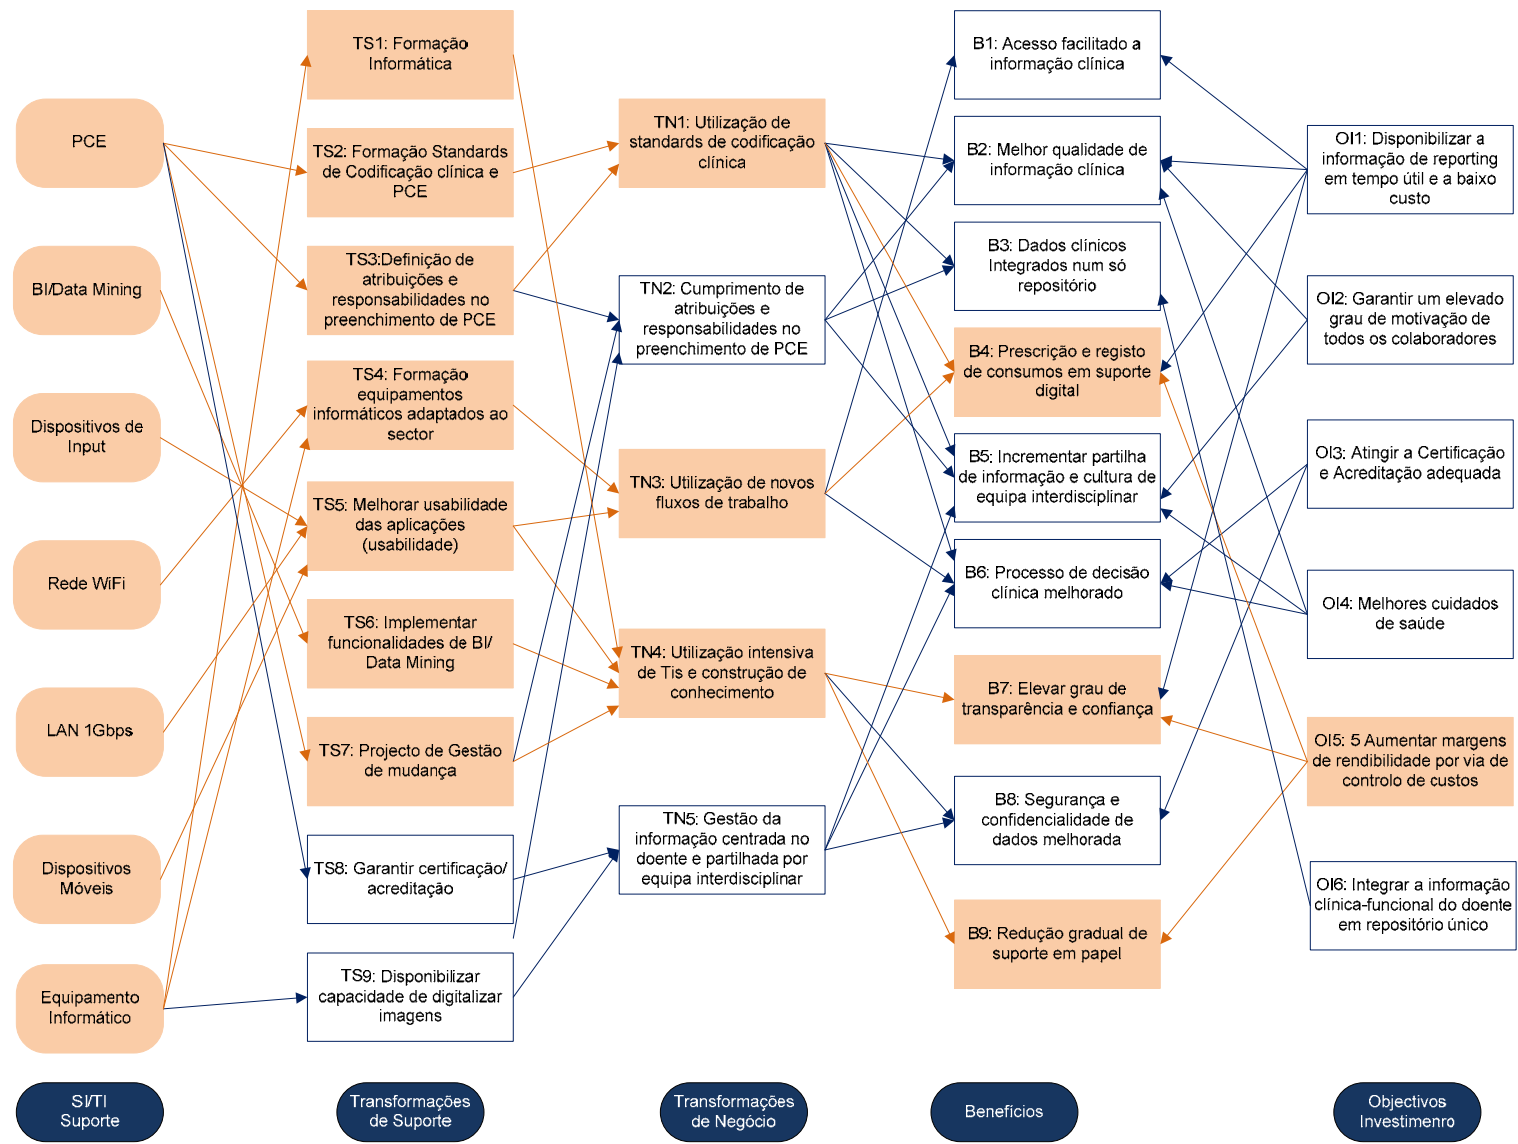 PCE
BI/Data Mining
Dispositivos de
Input
Rede WiFi
LAN 1Gbps
Dispositivos
Móveis
Equipamento
Informático
SI/TI
Suporte
TS1: Formação
Informática
TS2: Formação Standards
de Codificação clínica e
PCE
TS3:Definição de
atribuições e
responsabilidades no
preenchimento de PCE
TS4: Formação
equipamentos
informáticos adaptados ao
sector
TS5: Melhorar usabilidade
das aplicações
(usabilidade)
TS6: Implementar
funcionalidades de BI/
Data Mining
TS7: Projecto de Gestão
de mudança
TS8: Garantir certificação/
acreditação
TS9: Disponibilizar
capacidade de digitalizar
imagens
Transformações
de Suporte
TN1: Utilização de
standards de codificação
clínica
TN2: Cumprimento de
atribuições e
responsabilidades no
preenchimento de PCE
TN3: Utilização de novos
fluxos de trabalho
TN4: Utilização intensiva
de Tis e construção de
conhecimento
TN5: Gestão da
informação centrada no
doente e partilhada por
equipa interdisciplinar
Transformações
de Negócio
B1: Acesso facilitado a
informação clínica
B2: Melhor qualidade de
informação clínica
B3: Dados clínicos
Integrados num só
repositório
B4: Prescrição e registo
de consumos em suporte
digital
B5: Incrementar partilha
de informação e cultura de
equipa interdisciplinar
B6: Processo de decisão
clínica melhorado
B7: Elevar grau de
transparência e confiança
B8: Segurança e
confidencialidade de
dados melhorada
B9: Redução gradual de
suporte em papel
Benefícios
OI1: Disponibilizar a
informação de reporting
em tempo útil e a baixo
custo
OI2: Garantir um elevado
grau de motivação de
todos os colaboradores
OI3: Atingir a Certificação
e Acreditação adequada
OI4: Melhores cuidados
de saúde
OI5: 5 Aumentar margens
de rendibilidade por via de
controlo de custos
OI6: Integrar a informação
clínica-funcional do doente
em repositório único
Objectivos
Investimenro